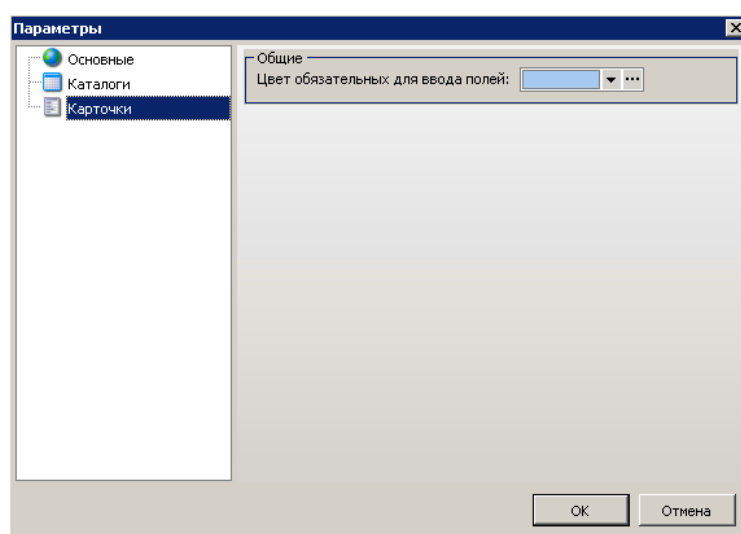 Параметры
Основные
Каталоги
Карточки
Общие
Цвет обязательных для ввода полей:
OK
Отмена